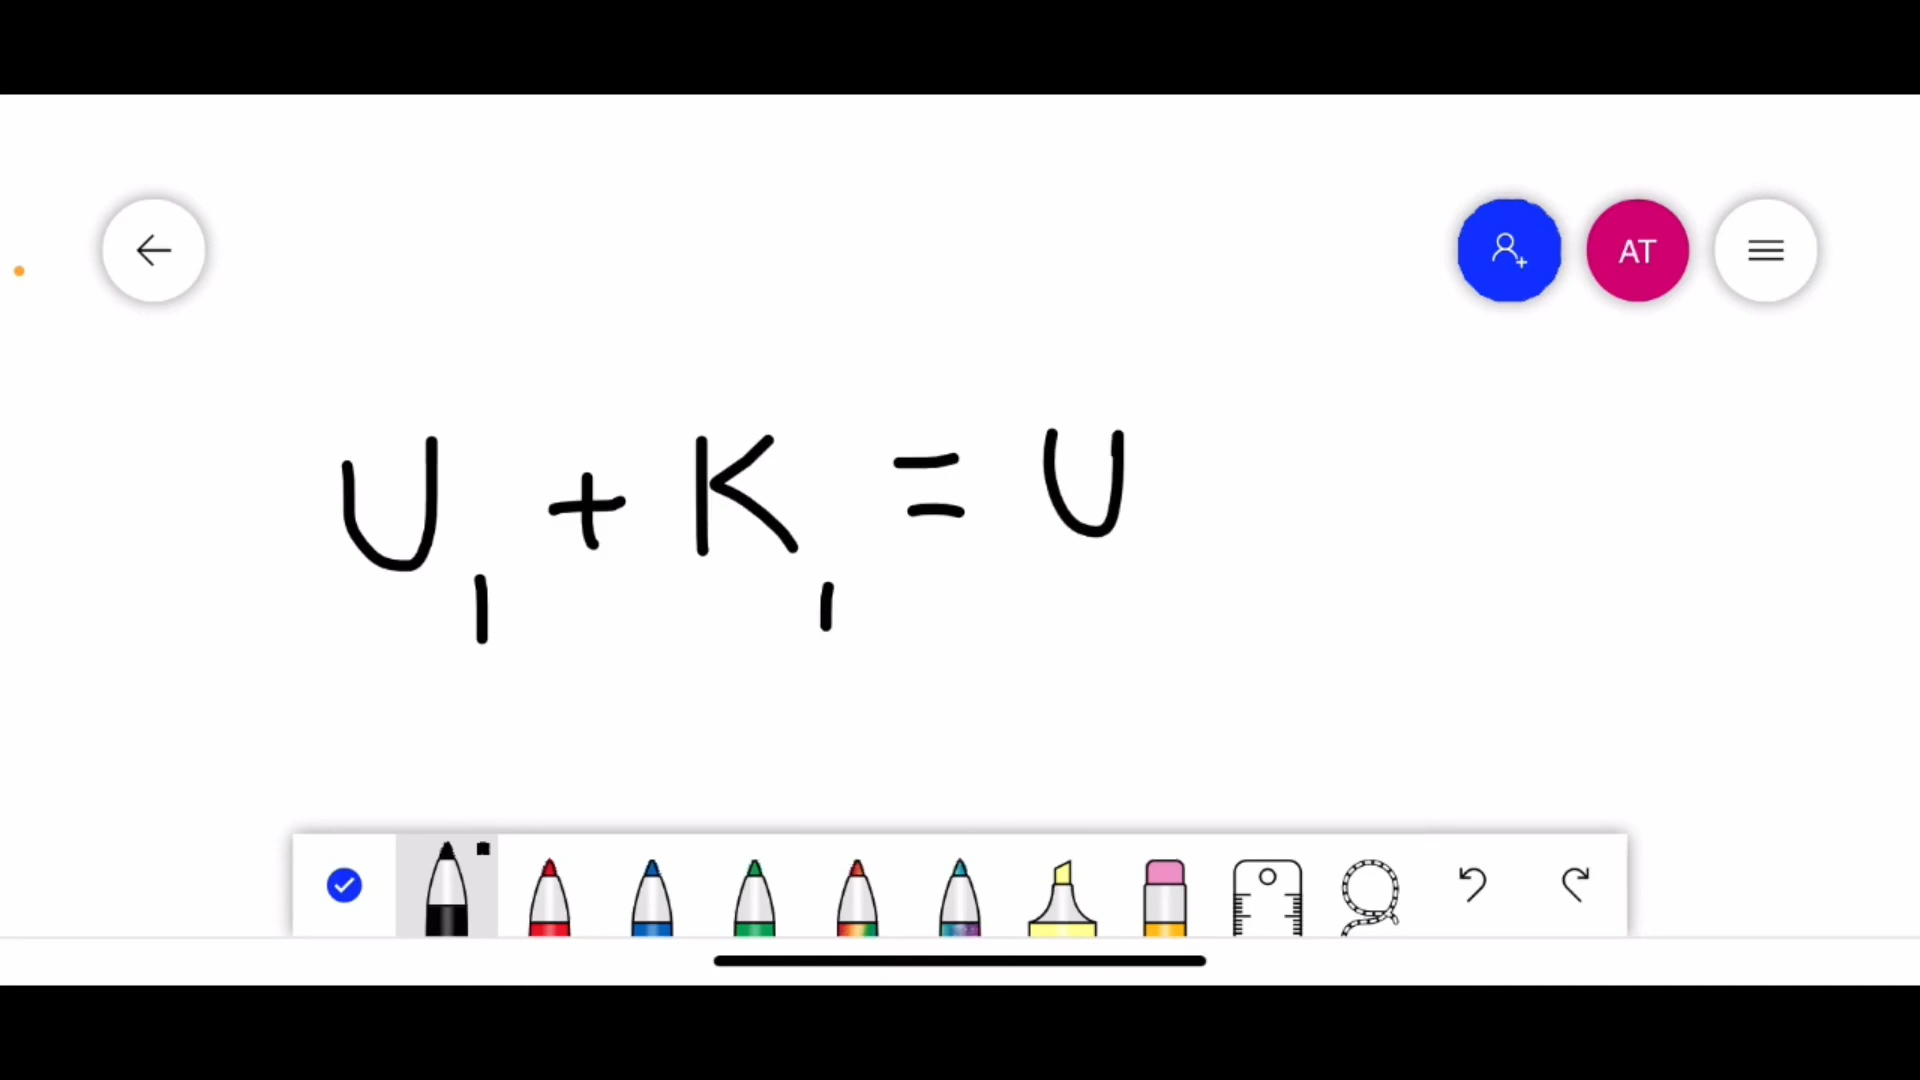 AT
U₁ + K₁ = U